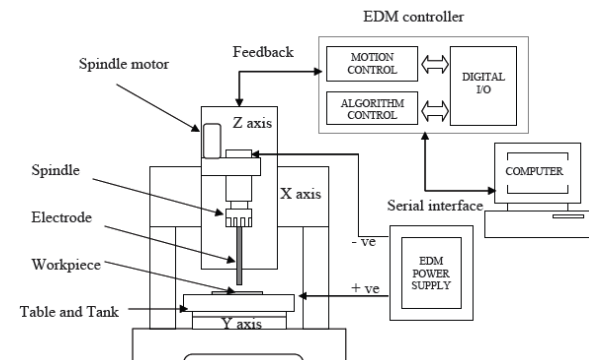 EDM controller
Feedback
MOTION
CONTROL
DIGITAL
I/O
ALGORITHM
CONTROL
Spindle motor
Z axis
Spindle
X axis
COMPUTER
Serial interface
Electrode
- ve
EDM
POWER
SUPPLY
Workpiece
+ ve
Table and Tank
Y axis